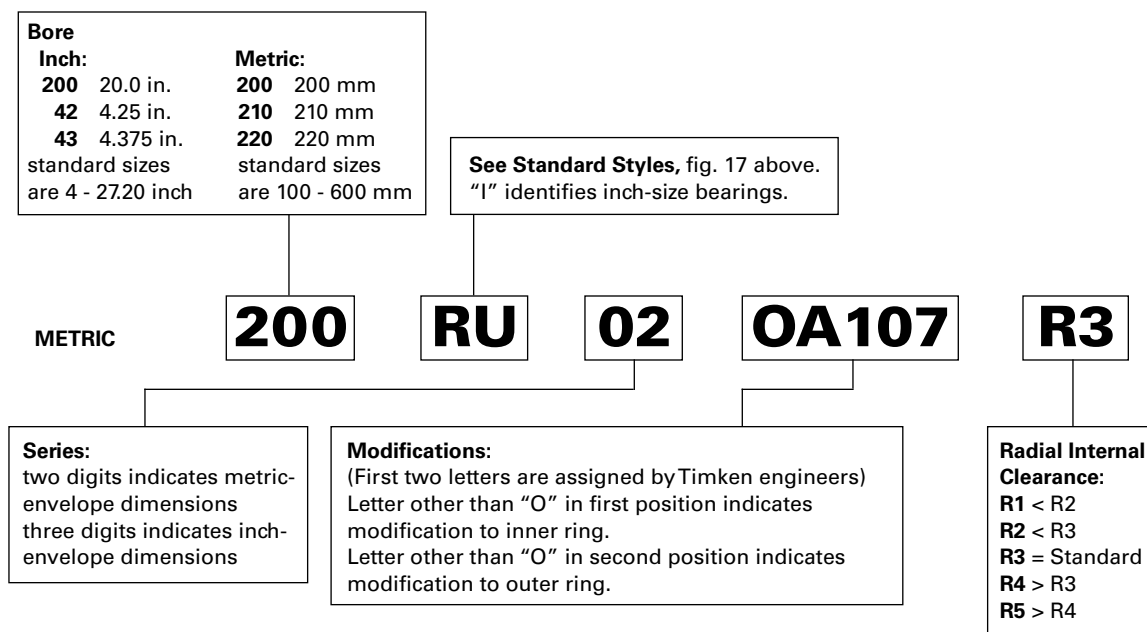 Bore
Inch: Metric:
200 20.0 in. 200 200 mm
42 4.25 in. 210 210 mm
43 4.375 in. 220 220 mm
standard sizes standard sizes
are 4 - 27.20 inch are 100 - 600 mm
See Standard Styles, fig. 17 above.
"I" identifies inch-size bearings.
METRIC 200 RU 02 OA107 R3
Series:
two digits indicates metric-
envelope dimensions
three digits indicates inch-
envelope dimensions
Modifications:
(First two letters are assigned by Timken engineers)
Letter other than "O" in first position indicates
modification to inner ring.
Letter other than "O" in second position indicates
modification to outer ring.
Radial Internal
Clearance:
R1 < R2
R2 < R3
R3 = Standard
R4 > R3
R5 > R4